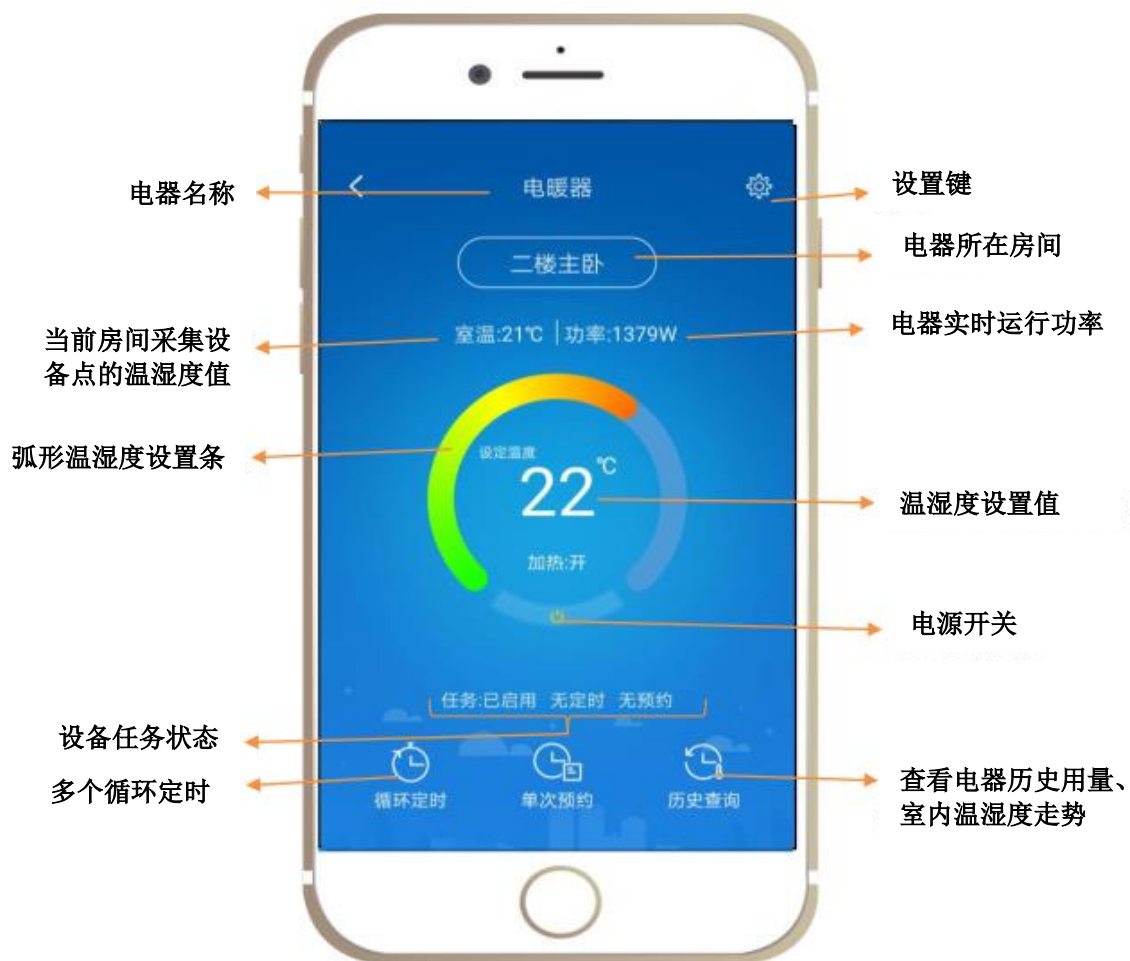 电器名称
电暖器
设置键
二楼主卧
电器所在房间
当前房间采集设
备点的温湿度值
室温:21℃
功率:1379W
电器实时运行功率
弧形温湿度设置条
设定温度
22℃
温湿度设置值
加热:开
电源开关
任务:已启用 无定时 无预约
设备任务状态
多个循环定时
循环定时
单次预约
历史查询
查看电器历史用量、
室内温湿度走势